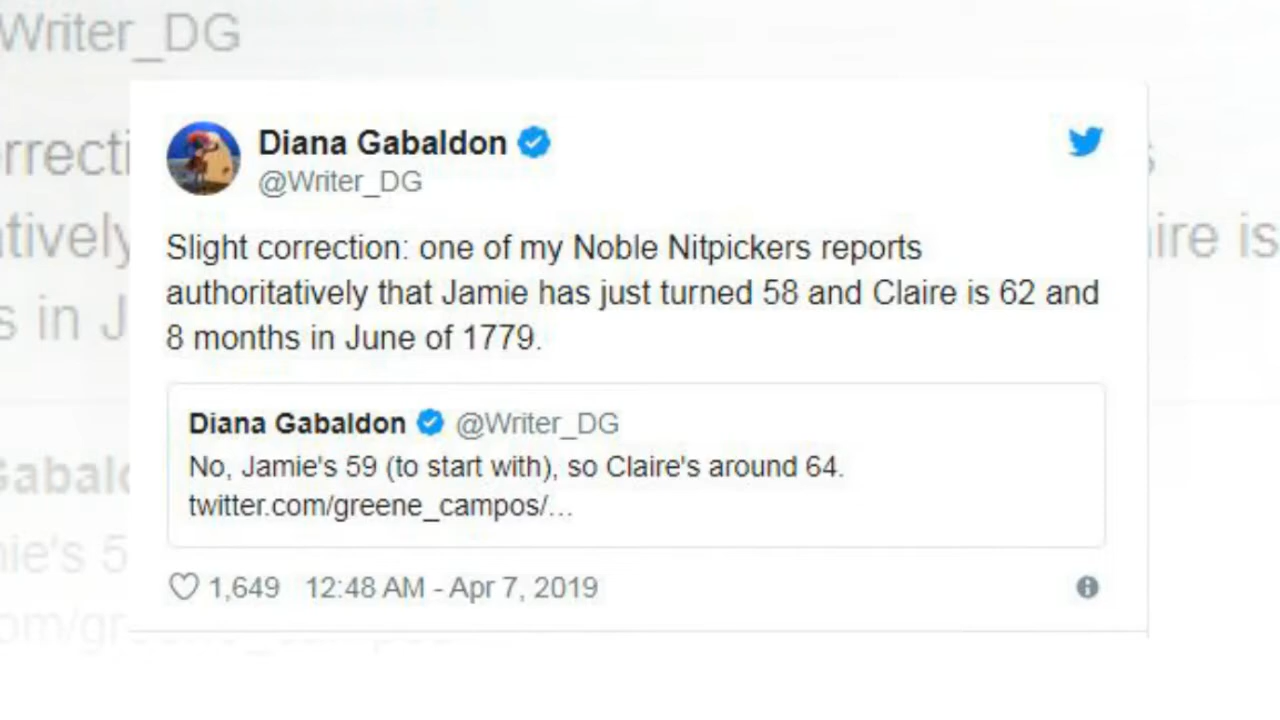 Writer_DG
Diana Gabaldon
@Writer_DG
Slight correction: one of my Noble Nitpickers reports
authoritatively that Jamie has just turned 58 and Claire is 62 and
8 months in June of 1779.
Diana Gabaldon @Writer_DG
No, Jamie's 59 (to start with), so Claire's around 64.
twitter.com/greene_campos/...
1,649 12:48 AM - Apr 7, 2019